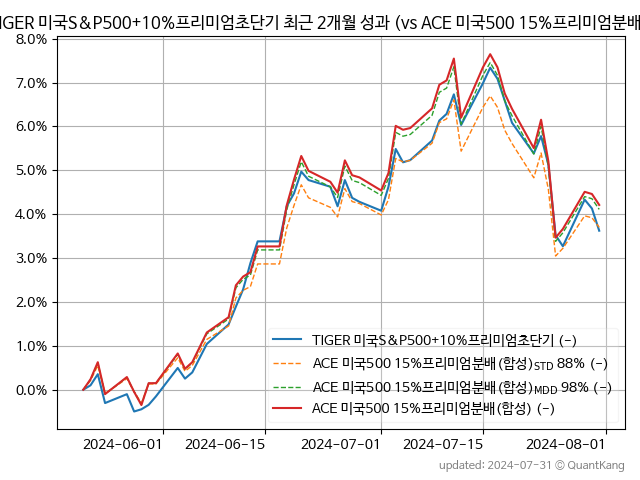 TIGER 미국S&P500+10%프리미엄초단기 최근 2개월 성과 (vs ACE 미국500 15%프리미엄분배
8.0%
7.0%
6.0%
5.0%
4.0%
3.0%
2.0%
1.0%
0.0%
TIGER 미국S&P500+10%프리미엄초단기 (-)
ACE 미국500 15%프리미엄분배(합성)STD 88% (-)
ACE 미국500 15%프리미엄분배(합성)MDD 98% (-)
ACE 미국500 15%프리미엄분배(합성) (-)
2024-06-01 2024-06-15 2024-07-01 2024-07-15 2024-08-01
updated: 2024-07-31 © QuantKang